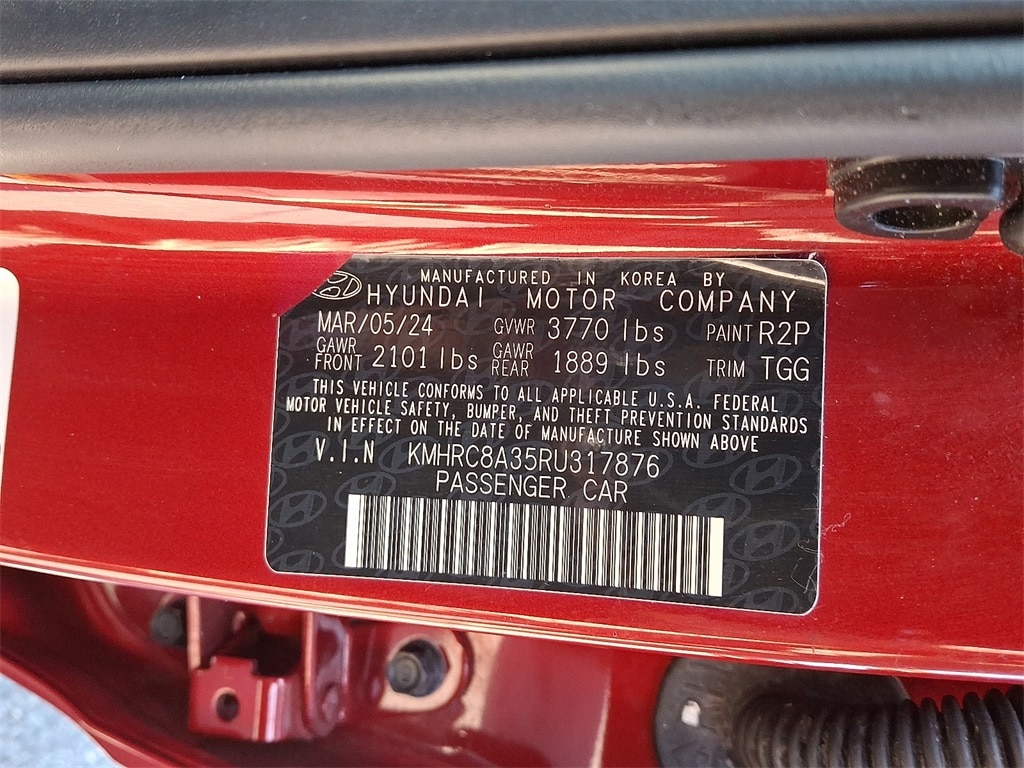 MANUFACTURED IN KOREA BY
HYUNDAI MOTOR COMPANY
MAR/05/24 GVWR 3770 lbs PAINT R2P
GAWR FRONT 2101 lbs GAWR REAR 1889 lbs TRIM TGG
THIS VEHICLE CONFORMS TO ALL APPLICABLE U.S.A. FEDERAL
MOTOR VEHICLE SAFETY, BUMPER, AND THEFT PREVENTION STANDARDS
IN EFFECT ON THE DATE OF MANUFACTURE SHOWN ABOVE
V.I.N KMHRC8A35RU317876
PASSENGER CAR